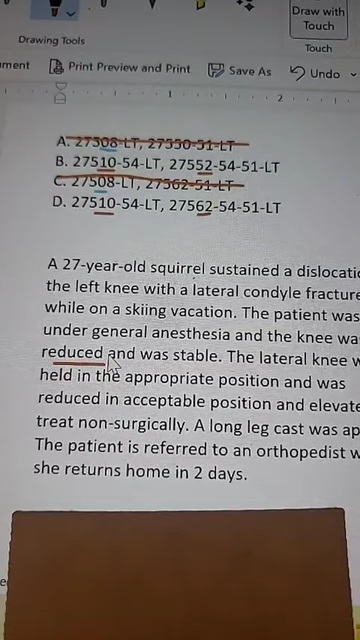 Draw with
Touch
Drawing Tools
Touch
ment Print Preview and Print Save As Undo
1 2
A. 27508-LT, 27550-51-LT
B. 27510-54-LT, 27552-54-51-LT
C. 27508-LT, 27562-51-LT
D. 27510-54-LT, 27562-54-51-LT
A 27-year-old squirrel sustained a dislocatio
the left knee with a lateral condyle fracture
while on a skiing vacation. The patient was
under general anesthesia and the knee wa
reduced and was stable. The lateral knee w
held in the appropriate position and was
reduced in acceptable position and elevate
treat non-surgically. A long leg cast was ap
The patient is referred to an orthopedist w
she returns home in 2 days.